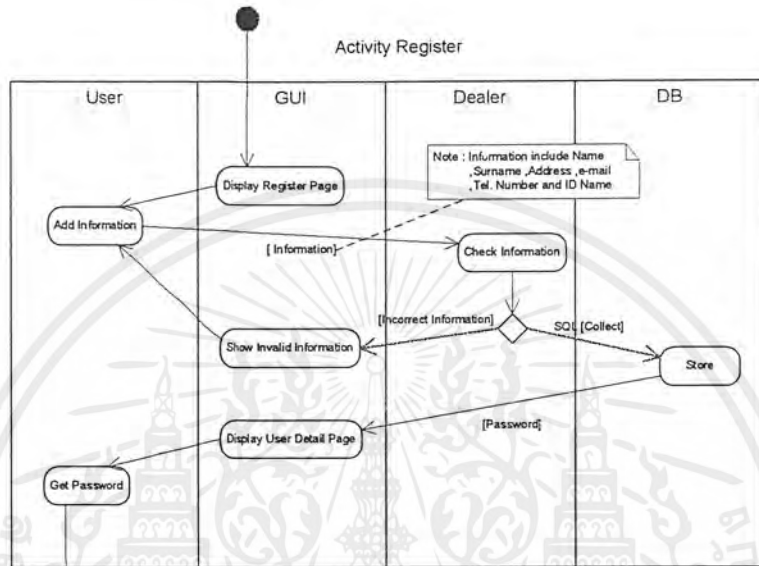 Activity Register
User
GUI
Dealer
DB
Note : Information include Name
,Surname ,Address ,e-mail
,Tel. Number and ID Name
Display Register Page
Add Information
[ Information]
Check Information
[Incorrect Information]
SQL [Collect]
Show Invalid Information
Store
[Password]
Display User Detail Page
Get Password